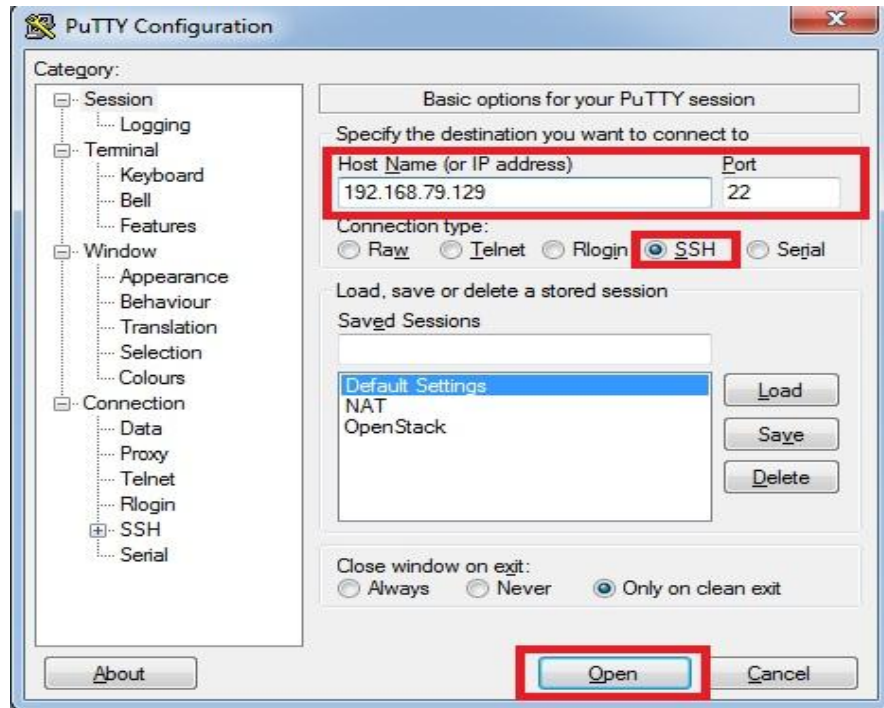 PuTTY Configuration
Category:
Session
Logging
Terminal
Keyboard
Bell
Features
Window
Appearance
Behaviour
Translation
Selection
Colours
Connection
Data
Proxy
Telnet
Rlogin
SSH
Serial
Basic options for your PuTTY session
Specify the destination you want to connect to
Host Name (or IP address) Port
192.168.79.129 22
Connection type:
Raw Telnet Rlogin SSH Serial
Load, save or delete a stored session
Saved Sessions
Default Settings
NAT
OpenStack
Load
Save
Delete
Close window on exit:
Always Never Only on clean exit
About Open Cancel